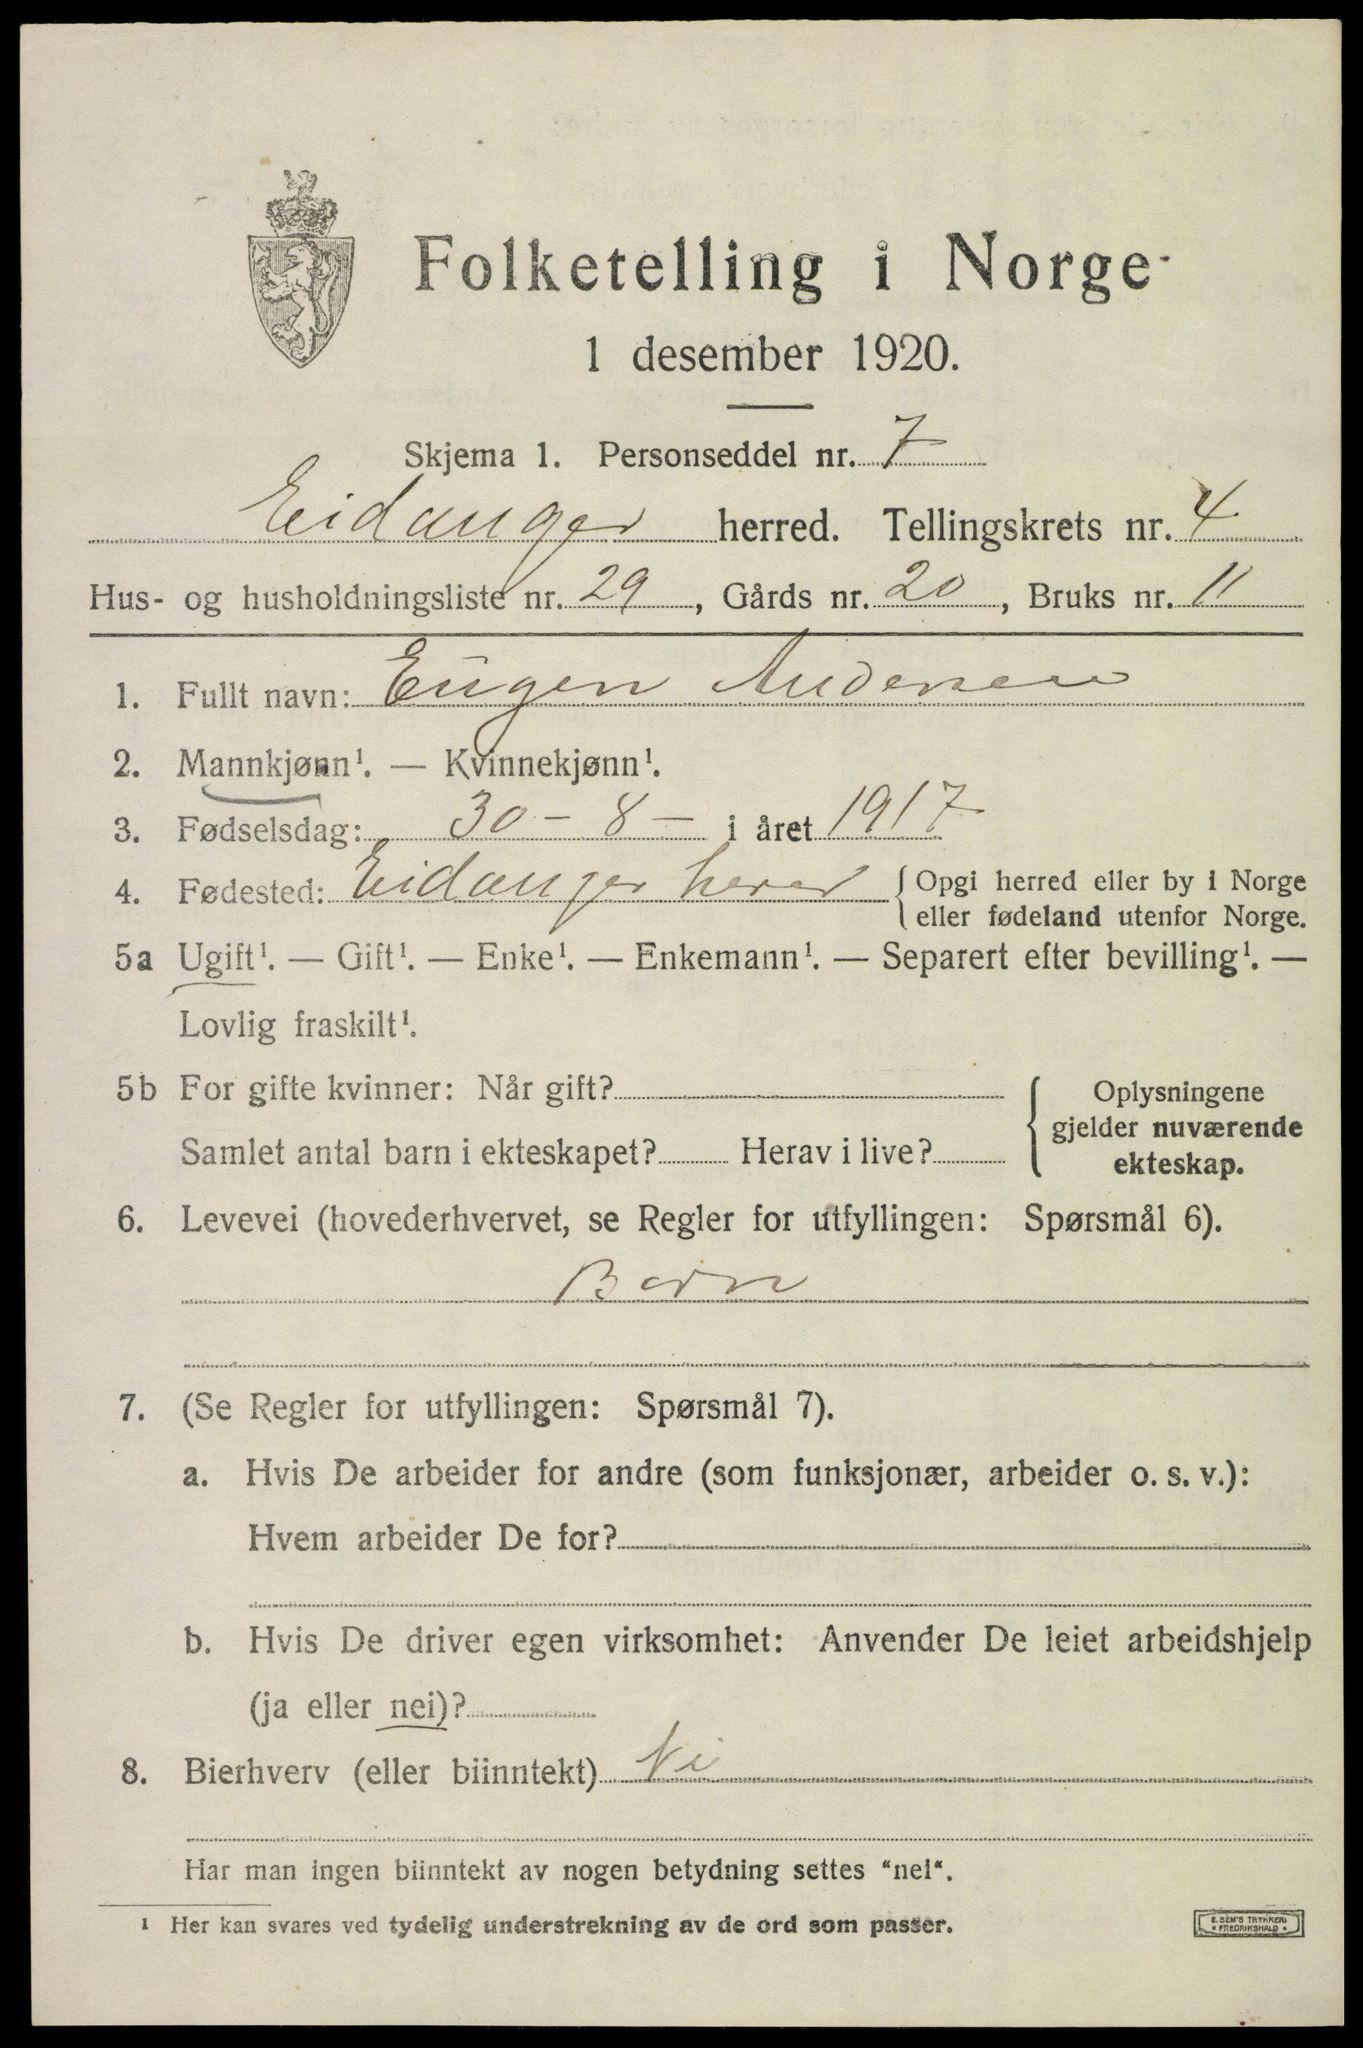 Folketelling i Norge
1 desember 1920.
Skjema 1. Personseddel nr. 7
Eidanger herred. Tellingskrets nr. 4
Hus- og husholdningsliste nr. 29, Gårds nr. 20, Bruks nr. 11
1. Fullt navn: Eugen Andersen
2. Mannkjønn¹. — Kvinnekjønn¹.
3. Fødselsdag: 30 - 8 - i året 1917
4. Fødested: Eidanger herred { Opgi herred eller by i Norge
eller fødeland utenfor Norge.
5a Ugift¹. — Gift¹. — Enke¹. — Enkemann¹. — Separert efter bevilling¹. —
Lovlig fraskilt¹.
5b For gifte kvinner: Når gift?
Samlet antal barn i ekteskapet? Herav i live?
Oplysningene
gjelder nuværende
ekteskap.
6. Levevei (hovederhvervet, se Regler for utfyllingen: Spørsmål 6).
Barn
7. (Se Regler for utfyllingen: Spørsmål 7).
a. Hvis De arbeider for andre (som funksjonær, arbeider o. s. v.):
Hvem arbeider De for?
b. Hvis De driver egen virksomhet: Anvender De leiet arbeidshjelp
(ja eller nei)?
8. Bierhverv (eller biinntekt) Nei
Har man ingen biinntekt av nogen betydning settes "nei".
¹ Her kan svares ved tydelig understrekning av de ord som passer.
E. SEM'S TRYKKERI
* FREDRIKSHALD *